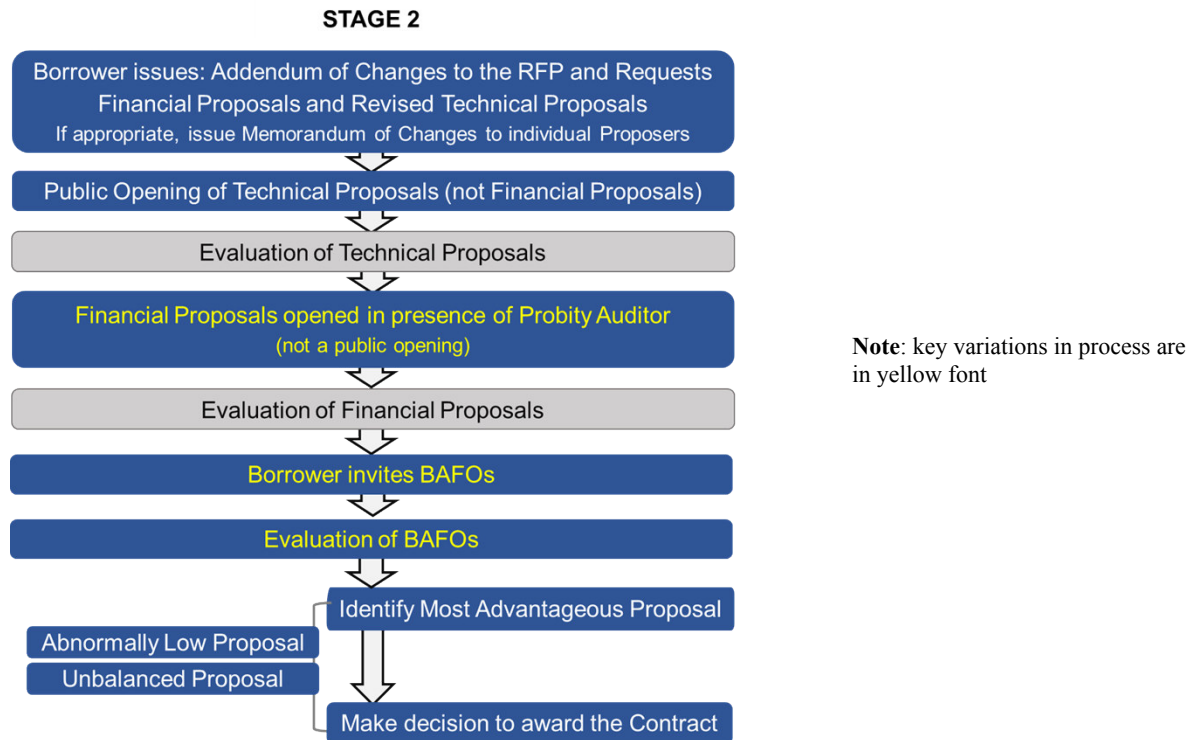 STAGE 2
Borrower issues: Addendum of Changes to the RFP and Requests
Financial Proposals and Revised Technical Proposals
If appropriate, issue Memorandum of Changes to individual Proposers
Public Opening of Technical Proposals (not Financial Proposals)
Evaluation of Technical Proposals
Financial Proposals opened in presence of Probity Auditor
(not a public opening)
Note: key variations in process are
in yellow font
Evaluation of Financial Proposals
Borrower invites BAFOs
Evaluation of BAFOs
Identify Most Advantageous Proposal
Abnormally Low Proposal
Unbalanced Proposal
Make decision to award the Contract